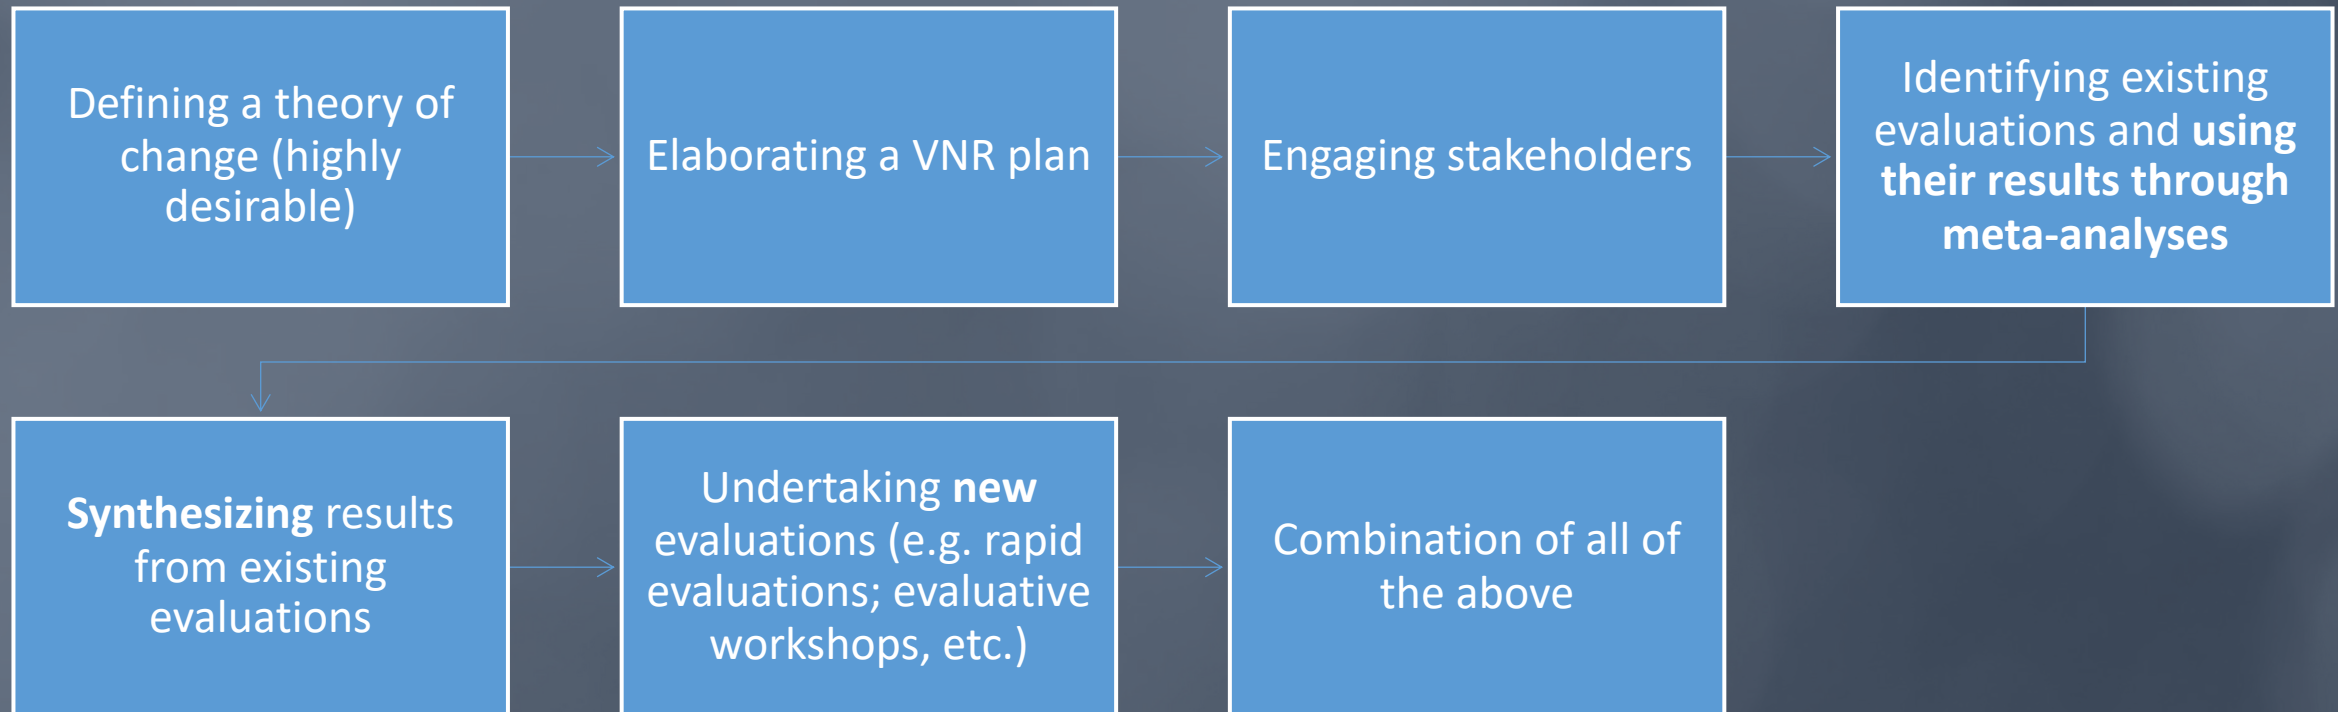 Defining a theory of
change (highly
desirable)
Elaborating a VNR plan
Engaging stakeholders
Identifying existing
evaluations and using
their results through
meta-analyses
Synthesizing results
from existing
evaluations
Undertaking new
evaluations (e.g. rapid
evaluations; evaluative
workshops, etc.)
Combination of all of
the above